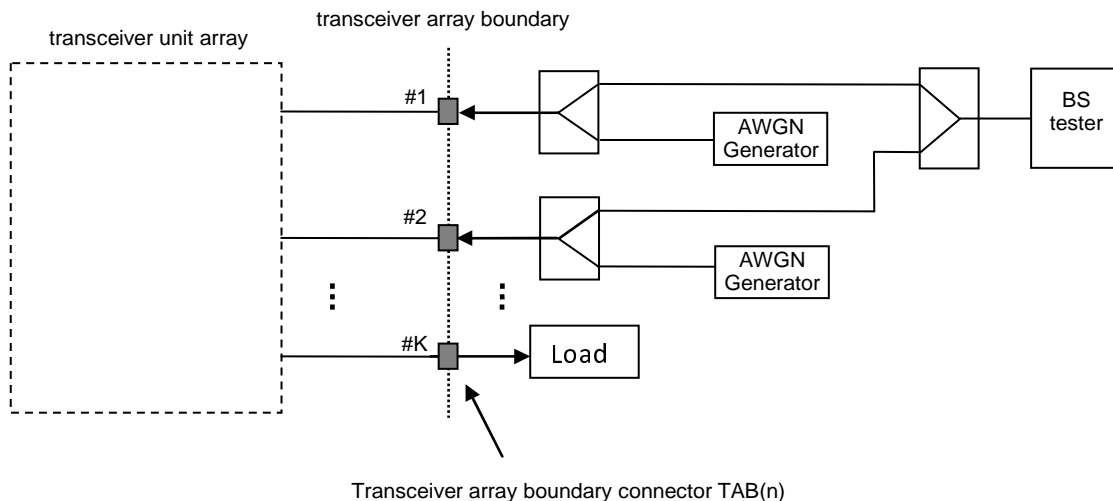 transceiver array boundary
transceiver unit array
#1
BS
tester
AWGN
Generator
#2
AWGN
Generator
#K
Load
Transceiver array boundary connector TAB(n)